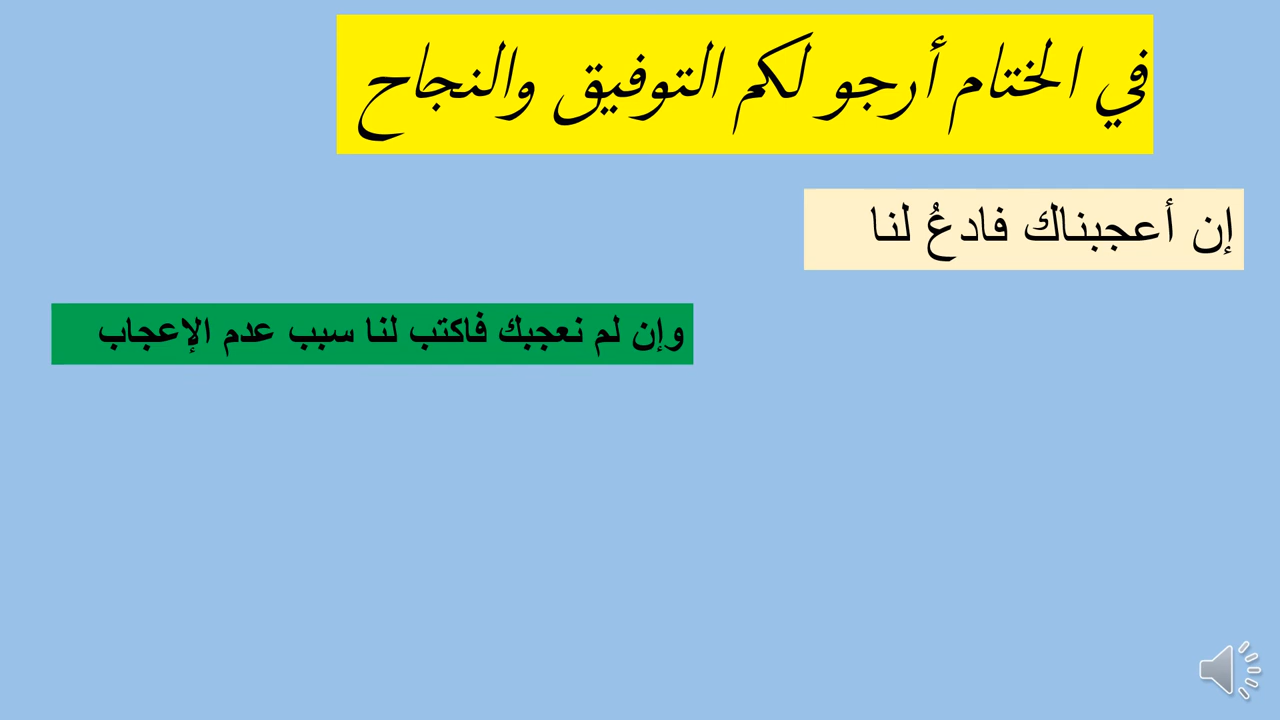 في الختام أرجو لكم التوفيق والنجاح
إن أعجبناك فادعُ لنا
وإن لم نعجبك فاكتب لنا سبب عدم الإعجاب